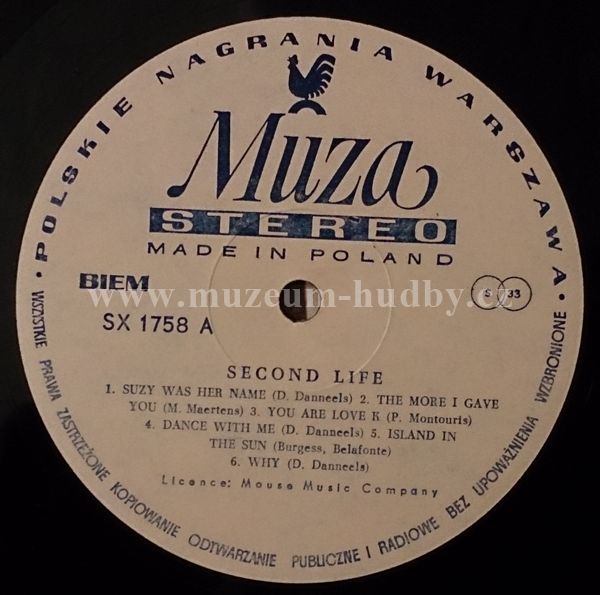 POLSKIE NAGRANIA WARSZAWA
Muza
STEREO
MADE IN POLAND
BIEM
S 33
www.muzeum-hudby.cz
SX 1758 A
SECOND LIFE
1. SUZY WAS HER NAME (D. Danneels) 2. THE MORE I GAVE
YOU (M. Maertens) 3. YOU ARE LOVE K (P. Montouris)
4. DANCE WITH ME (D. Danneels) 5. ISLAND IN
THE SUN (Burgess, Belafonte)
6. WHY (D. Danneels)
Licence: Mouse Music Company
WSZYSTKIE PRAWA ZASTRZEŻONE KOPIOWANIE ODTWARZANIE PUBLICZNE I RADIOWE BEZ UPOWAŻNIENIA WZBRONIONE